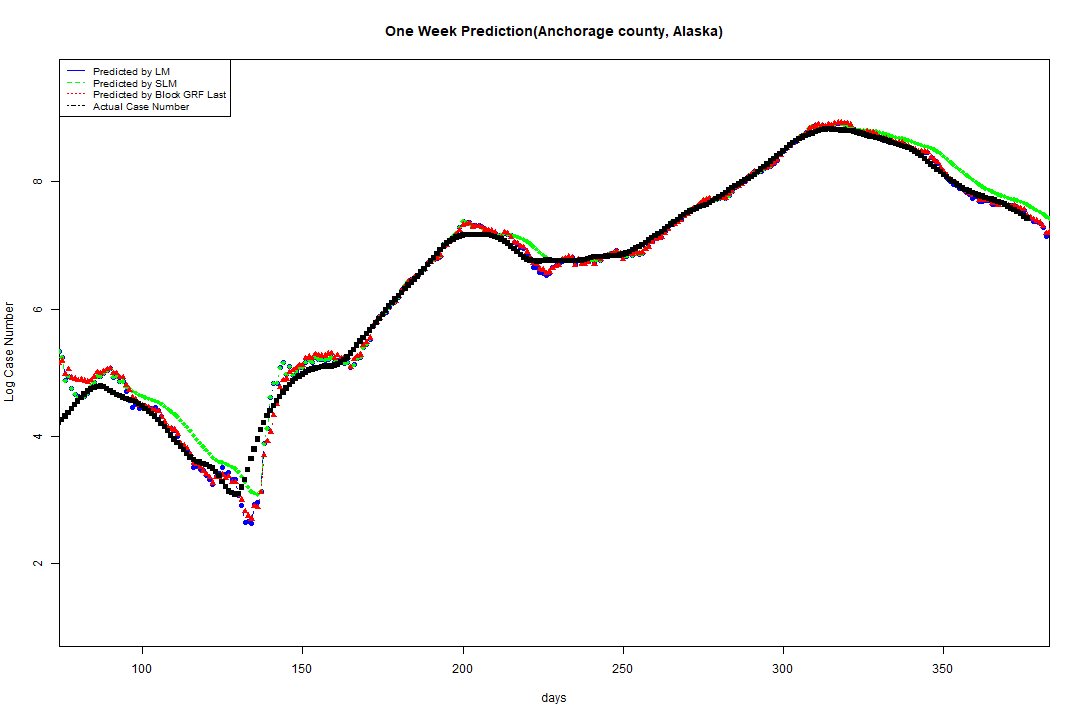 One Week Prediction(Anchorage county, Alaska)
Predicted by LM
Predicted by SLM
Predicted by Block GRF Last
Actual Case Number
8
6
4
2
Log Case Number
100 150 200 250 300 350
days